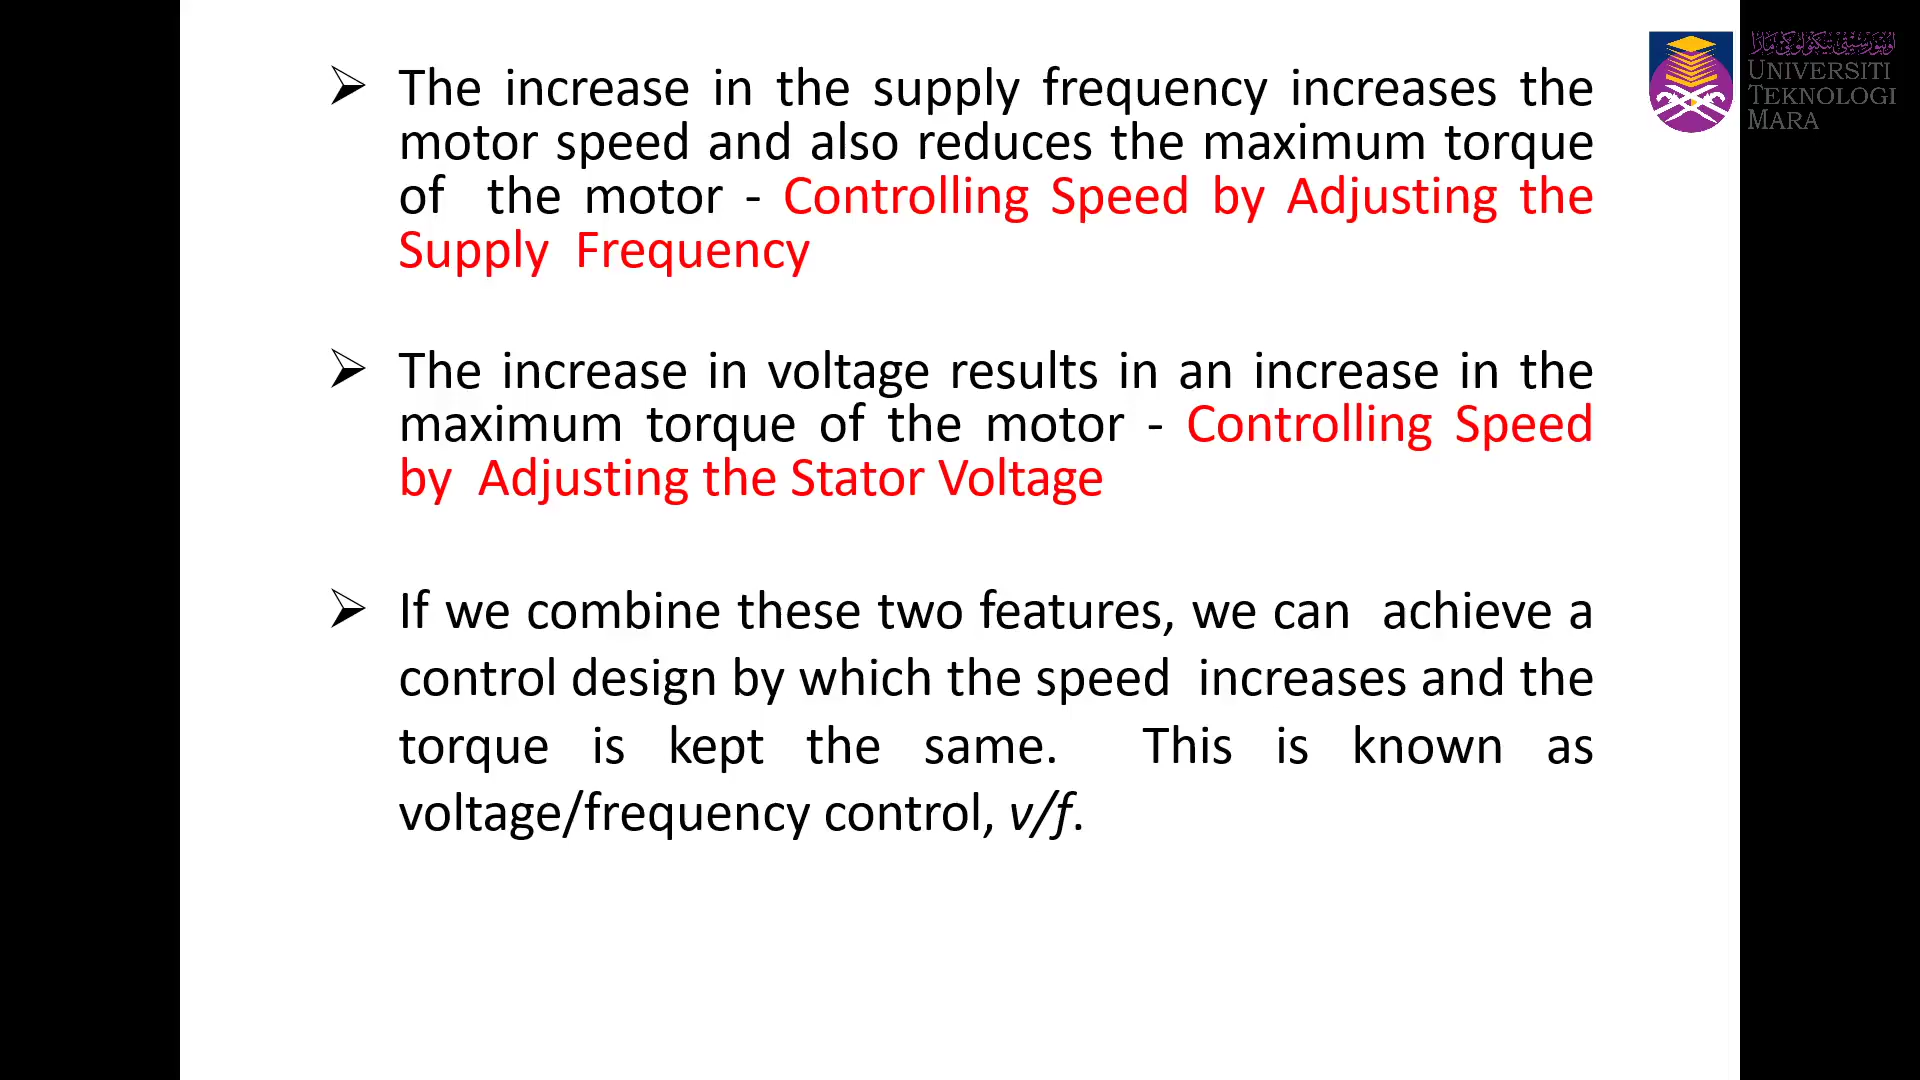 The increase in the supply frequency increases the
motor speed and also reduces the maximum torque
of the motor - Controlling Speed by Adjusting the
Supply Frequency
The increase in voltage results in an increase in the
maximum torque of the motor - Controlling Speed
by Adjusting the Stator Voltage
If we combine these two features, we can achieve a
control design by which the speed increases and the
torque is kept the same. This is known as
voltage/frequency control, v/f.
اونيۏرسيتي تيكنولوڬي مارا
UNIVERSITI
TEKNOLOGI
MARA